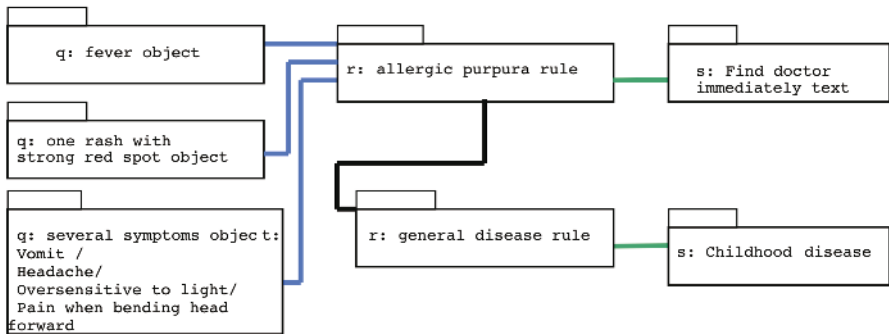 q: fever object
r: allergic purpura rule
s: Find doctor
immediately text
q: one rash with
strong red spot object
q: several symptoms object:
Vomit /
Headache/
Oversensitive to light/
Pain when bending head
forward
r: general disease rule
s: Childhood disease